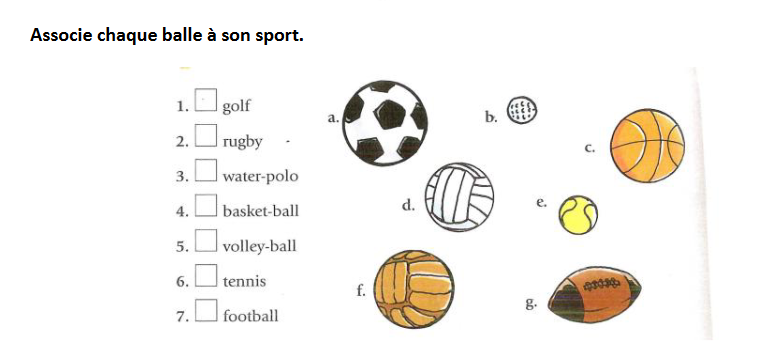 Associe chaque balle à son sport.
1. golf
2. rugby
3. water-polo
4. basket-ball
5. volley-ball
6. tennis
7. football
a.
b.
c.
d.
e.
f.
g.